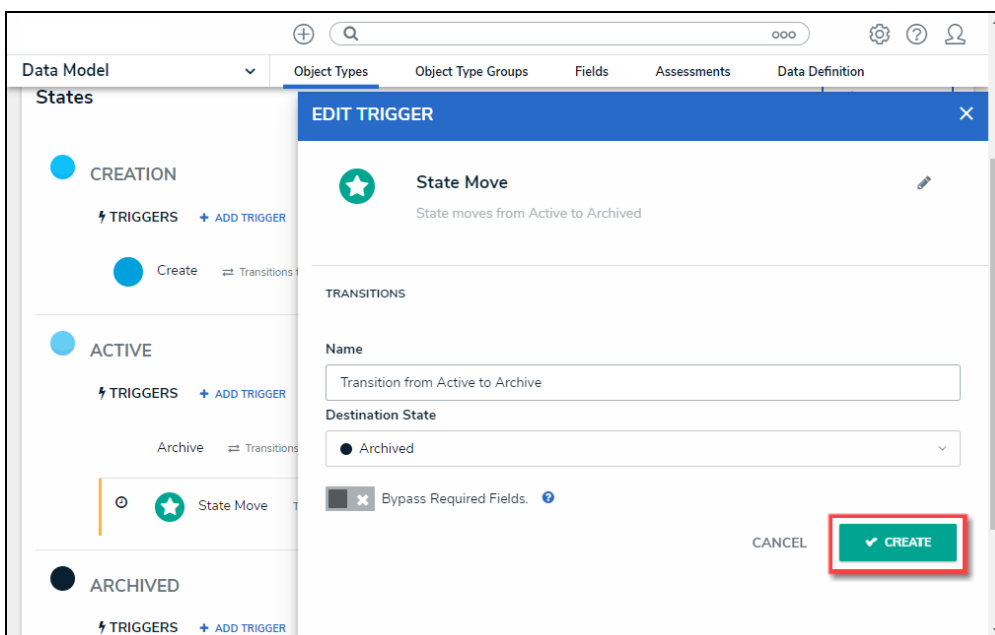 Data Model
Object Types
Object Type Groups
Fields
Assessments
Data Definition
States
CREATION
TRIGGERS + ADD TRIGGER
Create Transitions t
ACTIVE
TRIGGERS + ADD TRIGGER
Archive Transitions
State Move T
ARCHIVED
TRIGGERS + ADD TRIGGER
EDIT TRIGGER
State Move
State moves from Active to Archived
TRANSITIONS
Name
Transition from Active to Archive
Destination State
Archived
Bypass Required Fields. ?
CANCEL
CREATE